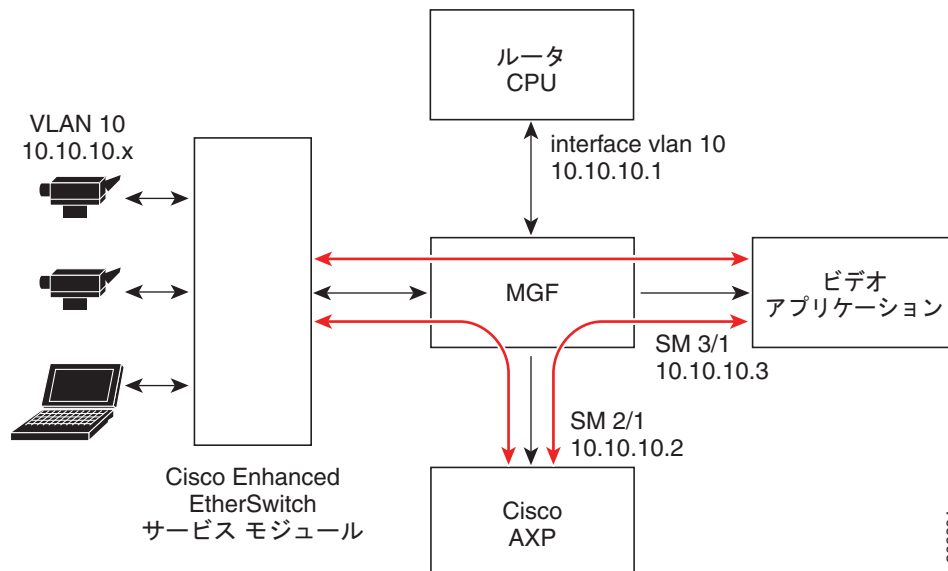 ルータ
CPU
VLAN 10
10.10.10.x
interface vlan 10
10.10.10.1
MGF
ビデオ
アプリケーション
SM 3/1
10.10.10.3
SM 2/1
10.10.10.2
Cisco Enhanced
EtherSwitch
サービス モジュール
Cisco
AXP